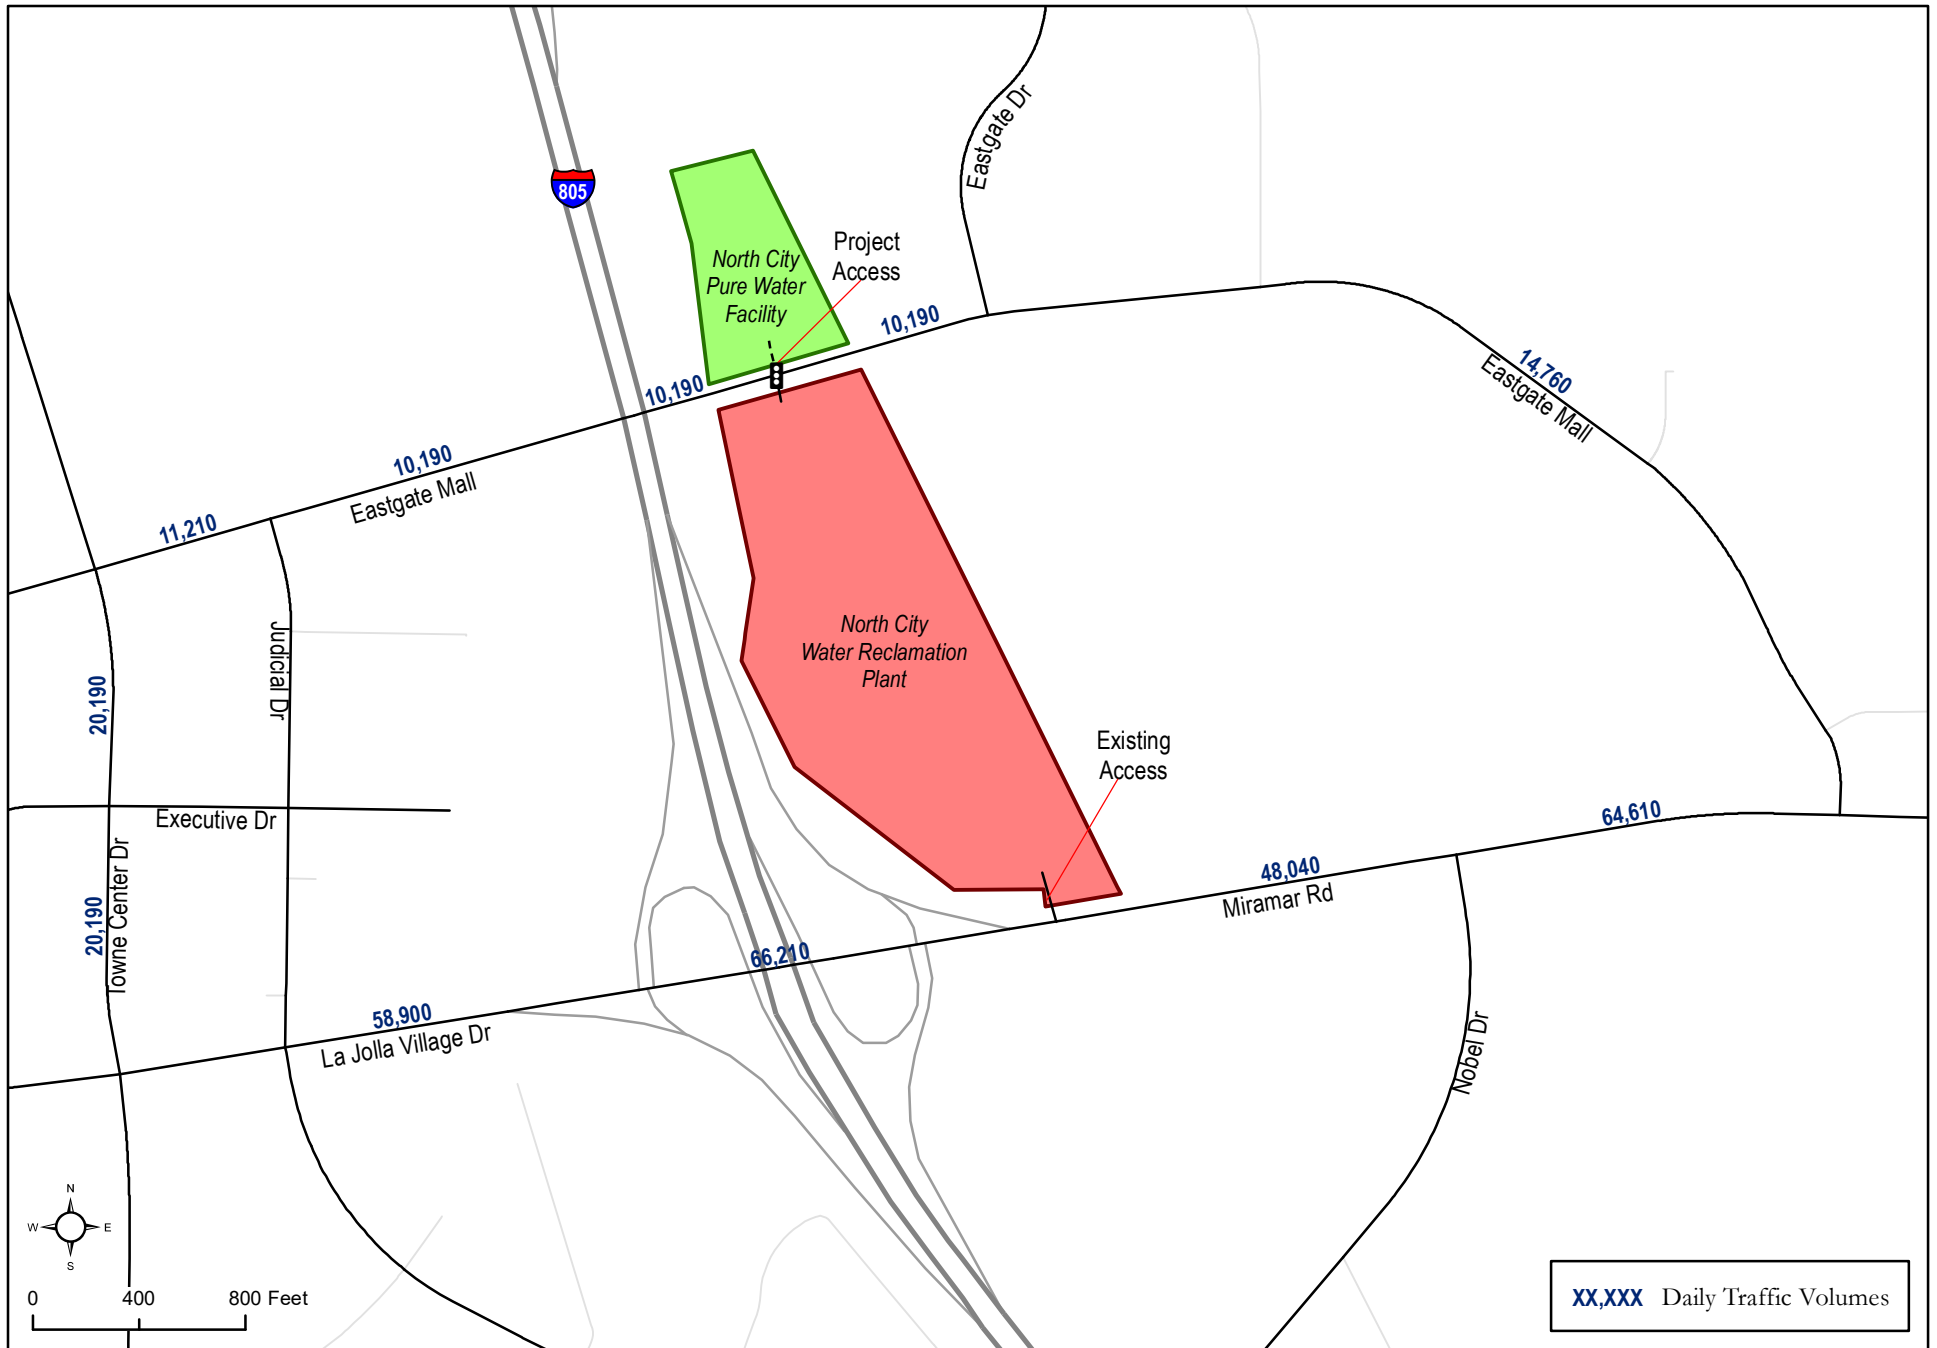 805
Eastgate Dr
Project
Access
North City
Pure Water
Facility
10,190
10,190
14,760
Eastgate Mall
10,190
Eastgate Mall
11,210
Judicial Dr
North City
Water Reclamation
Plant
20,190
Existing
Access
Executive Dr
64,610
Towne Center Dr
20,190
48,040
Miramar Rd
66,210
58,900
La Jolla Village Dr
Nobel Dr
N
W
E
S
0
400
800 Feet
XX,XXX Daily Traffic Volumes